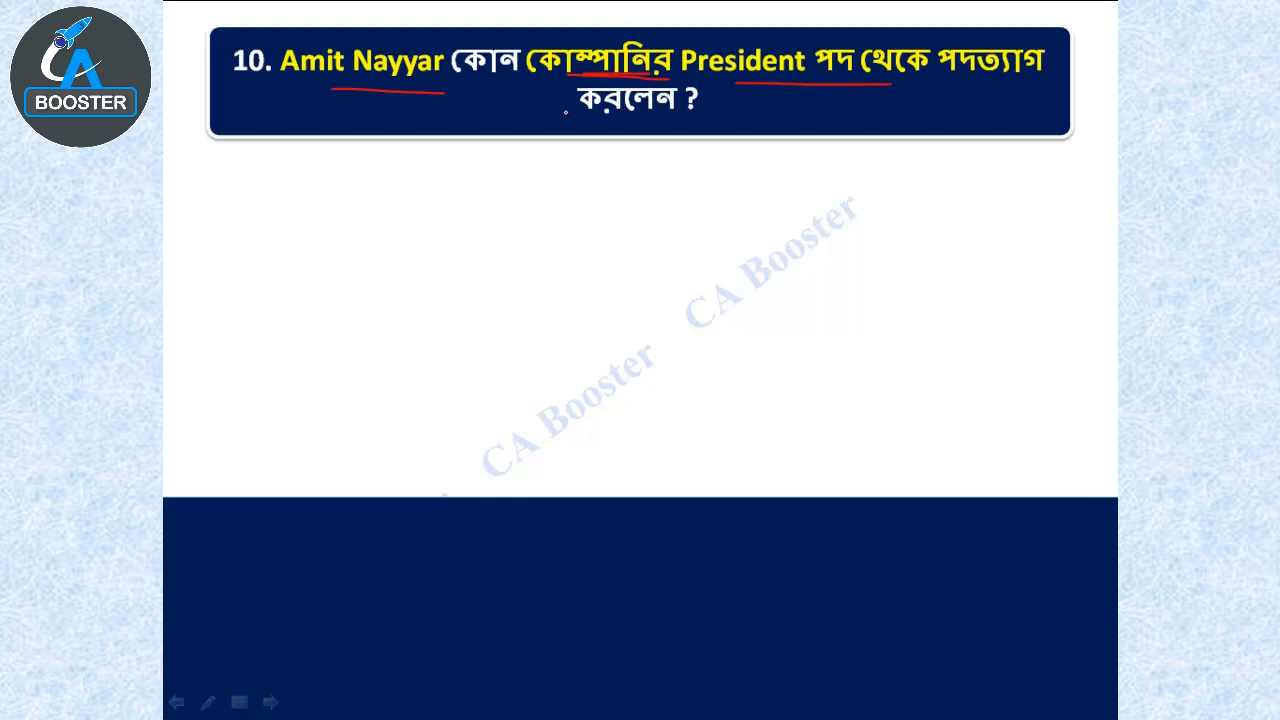 A
BOOSTER
10. Amit Nayyar কোন কোম্পানির President পদ থেকে পদত্যাগ
করলেন ?
CA Booster
CA Booster